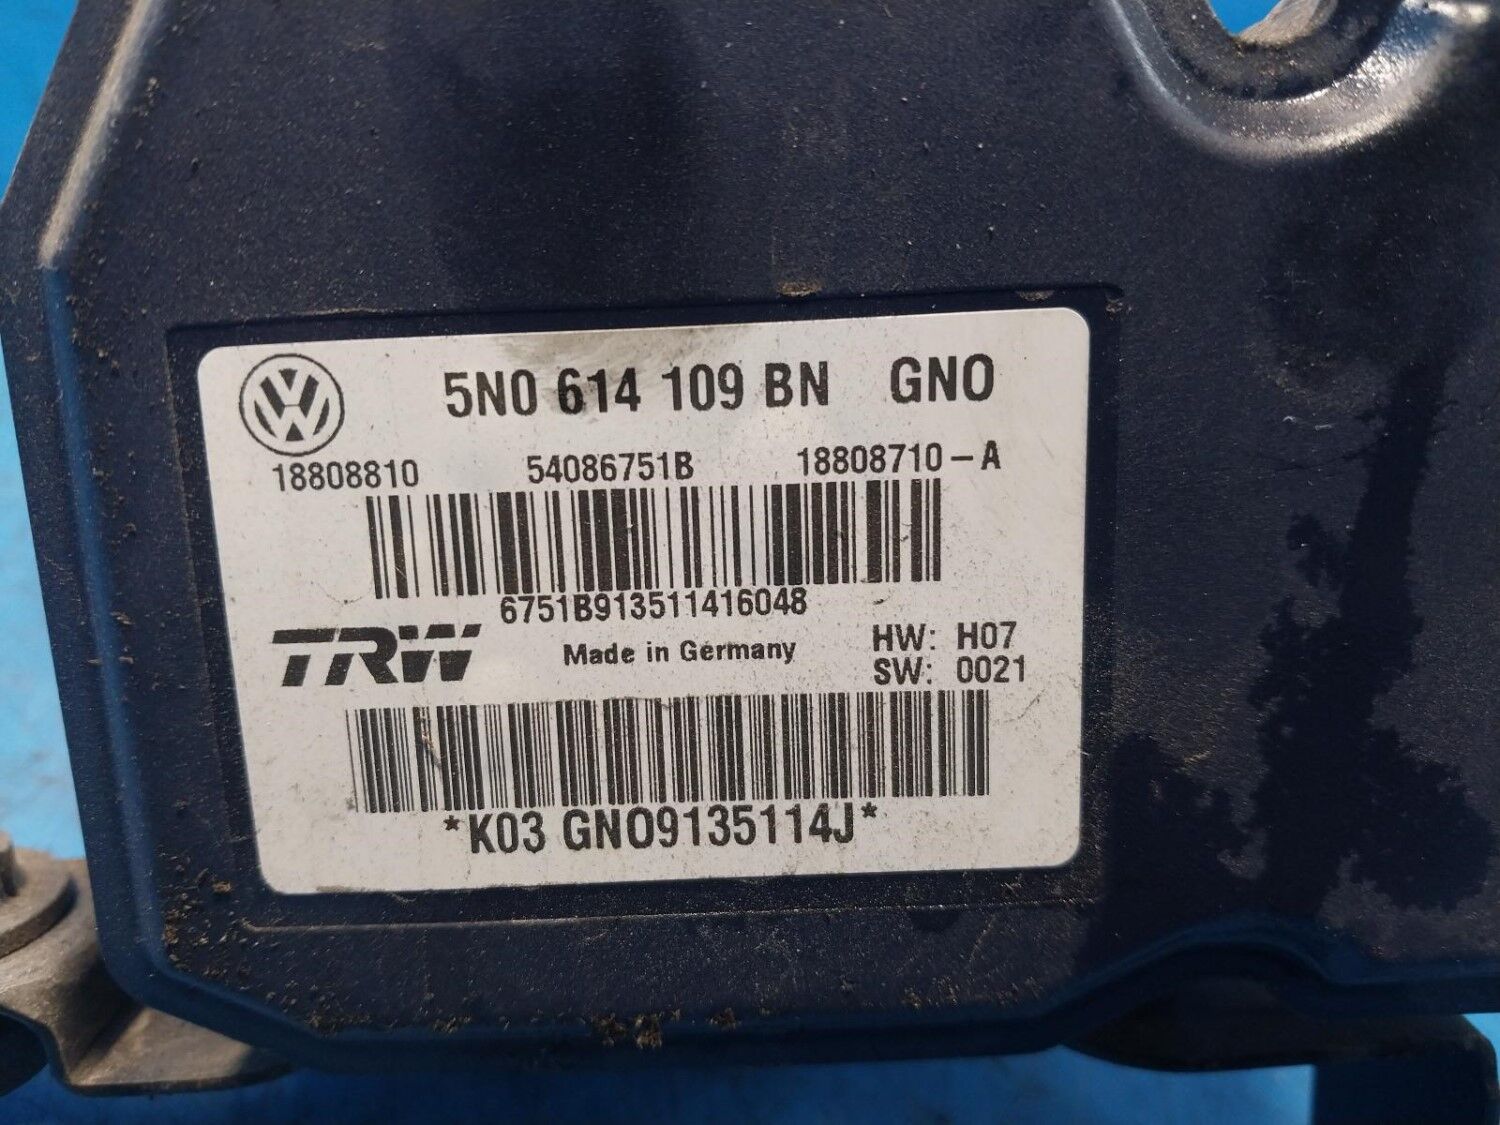 5N0 614 109 BN GNO
18808810 54086751B 18808710-A
6751B913511416048
TRW Made in Germany HW: H07
SW: 0021
*K03 GNO9135114J*